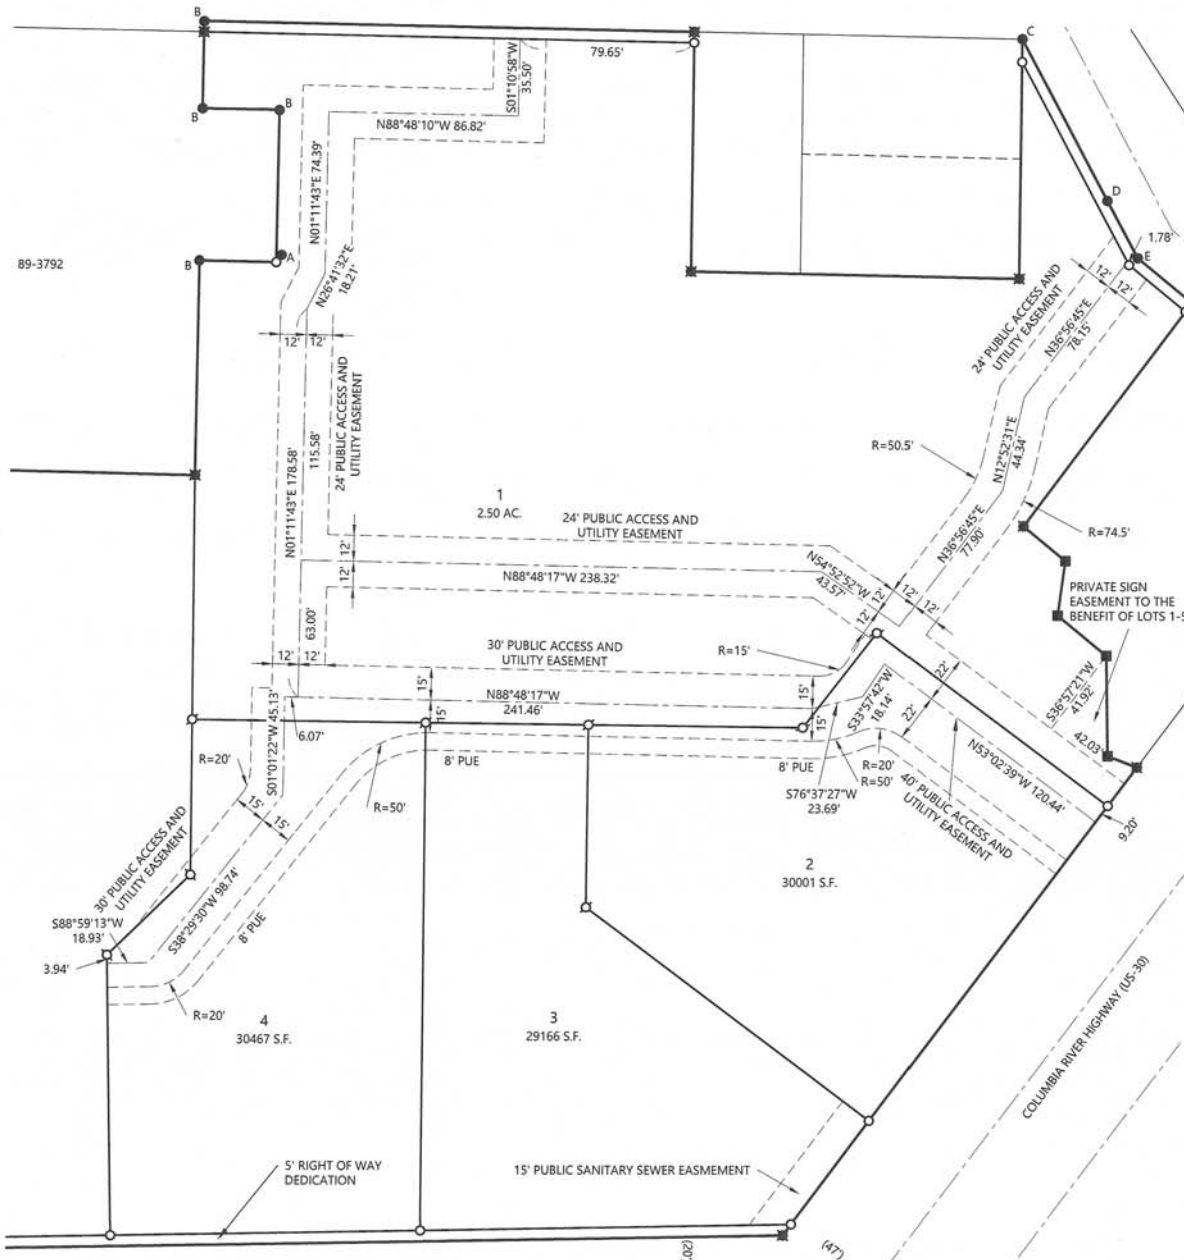 B
C
79.65'
S01°10'58"W
35.50'
B
B
N88°48'10"W 86.82'
N01°11'43"E 74.39'
D
1.78'
E
A
B
89-3792
N26°41'32"E
18.21'
12'
12'
24' PUBLIC ACCESS AND
UTILITY EASEMENT
N36°56'45"E
78.15'
12'
12'
24' PUBLIC ACCESS AND
UTILITY EASEMENT
115.58'
N01°11'43"E 178.58'
R=50.5'
N12°52'31"E
44.34'
1
2.50 AC.
24' PUBLIC ACCESS AND
UTILITY EASEMENT
N36°56'45"E
77.90'
R=74.5'
12'
12'
N88°48'17"W 238.32'
N54°52'52"W
43.57'
12'
12'
12'
12'
PRIVATE SIGN
EASEMENT TO THE
BENEFIT OF LOTS 1-5
63.00'
12'
12'
30' PUBLIC ACCESS AND
UTILITY EASEMENT
R=15'
15'
15'
N88°48'17"W
241.46'
15'
15'
S33°57'42"W
18.14'
22'
22'
S36°57'21"W
41.92'
42.03'
6.07'
S01°01'22"W 45.13'
R=20'
8' PUE
8' PUE
R=20'
R=50'
N53°02'39"W 120.44'
R=50'
S76°37'27"W
23.69'
40' PUBLIC ACCESS AND
UTILITY EASEMENT
9.20'
15'
15'
30' PUBLIC ACCESS AND
UTILITY EASEMENT
S38°29'30"W 98.74'
8' PUE
S88°59'13"W
18.93'
3.94'
R=20'
2
30001 S.F.
4
30467 S.F.
3
29166 S.F.
COLUMBIA RIVER HIGHWAY (US-30)
5' RIGHT OF WAY
DEDICATION
15' PUBLIC SANITARY SEWER EASMEMENT
(20'
(47')